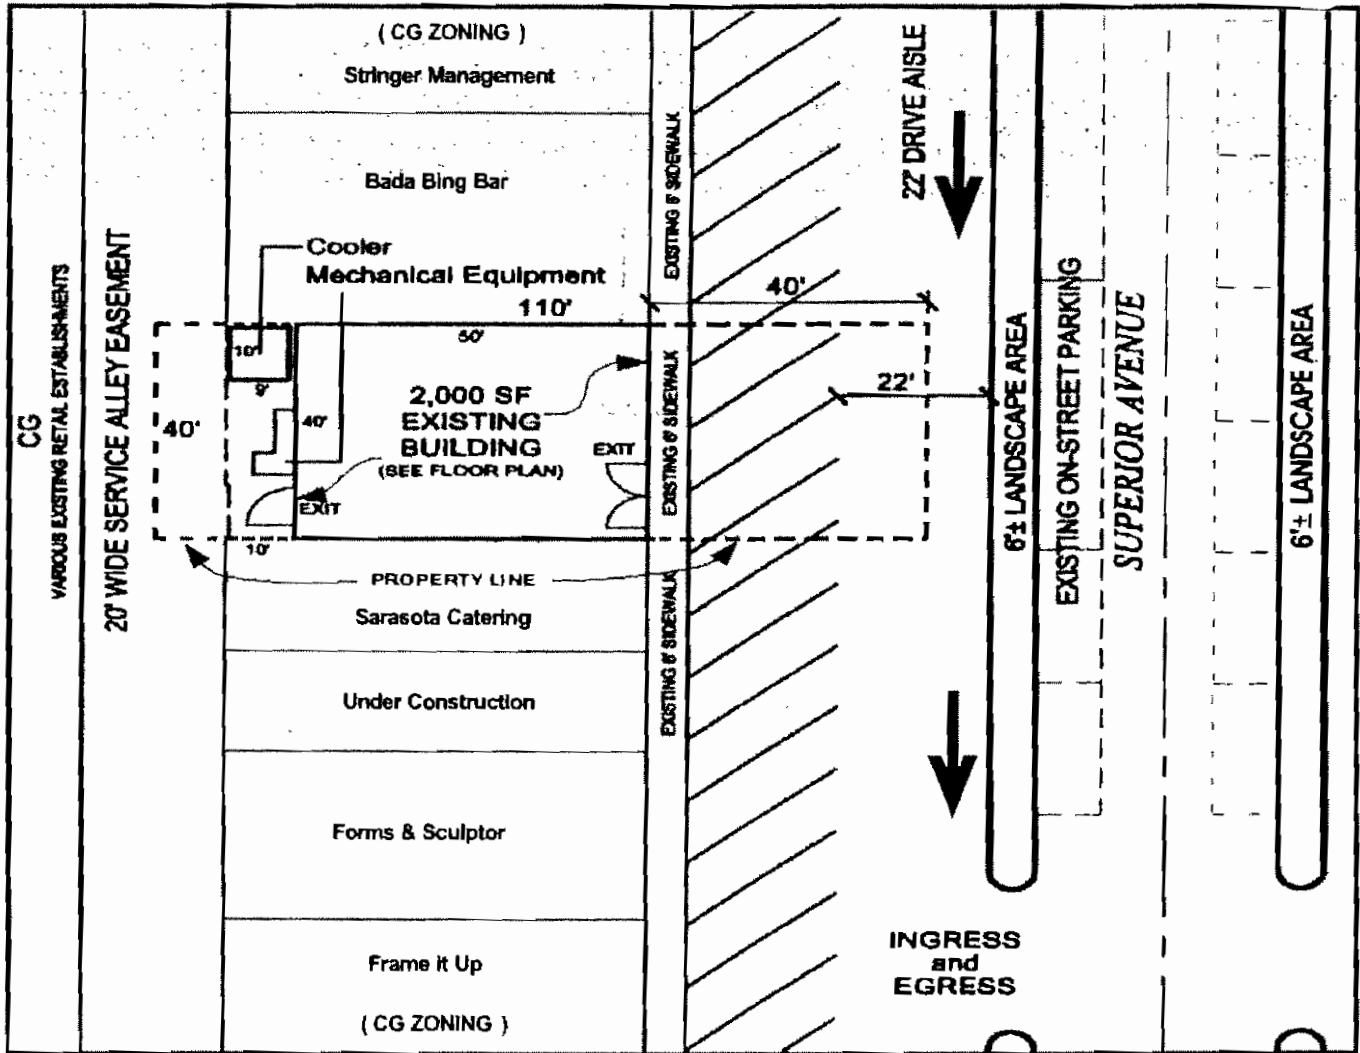 ( CG ZONING )
Stringer Management
Bada Bing Bar
Cooler
Mechanical Equipment
110'
50'
40'
10'
9'
40'
40'
2,000 SF
EXISTING
BUILDING
(SEE FLOOR PLAN)
EXIT
EXIT
10'
PROPERTY LINE
Sarasota Catering
Under Construction
Forms & Sculptor
Frame it Up
( CG ZONING )
CG
VARIOUS EXISTING RETAIL ESTABLISHMENTS
20' WIDE SERVICE ALLEY EASEMENT
EXISTING 6' SIDEWALK
EXISTING 6' SIDEWALK
EXISTING 6' SIDEWALK
22' DRIVE AISLE
22'
6'± LANDSCAPE AREA
EXISTING ON-STREET PARKING
SUPERIOR AVENUE
6'± LANDSCAPE AREA
INGRESS
and
EGRESS